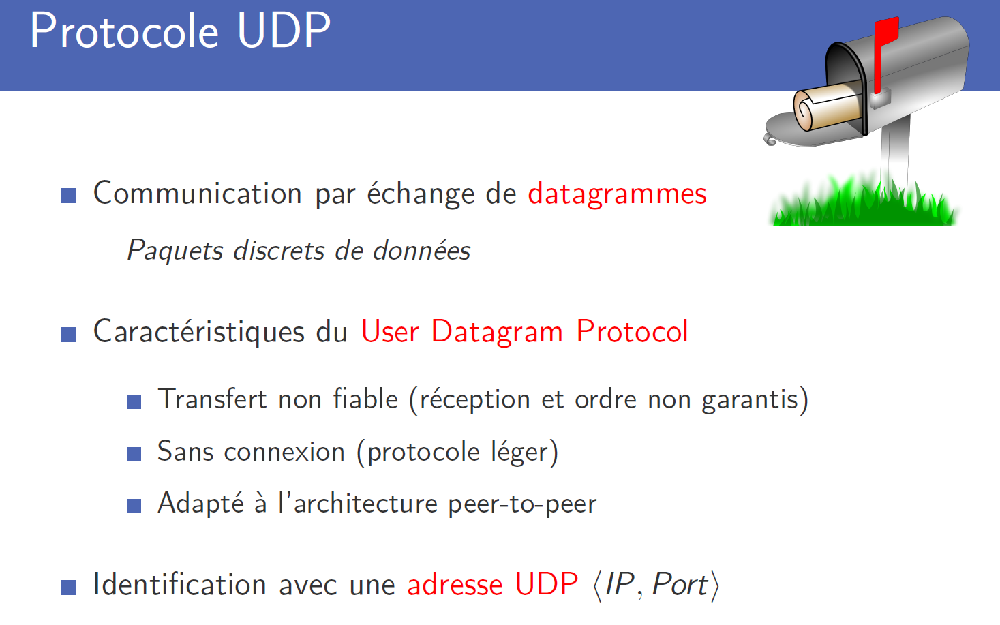 Protocole UDP
Communication par échange de datagrammes
Paquets discrets de données
Caractéristiques du User Datagram Protocol
Transfert non fiable (réception et ordre non garantis)
Sans connexion (protocole léger)
Adapté à l'architecture peer-to-peer
Identification avec une adresse UDP ⟨IP, Port⟩